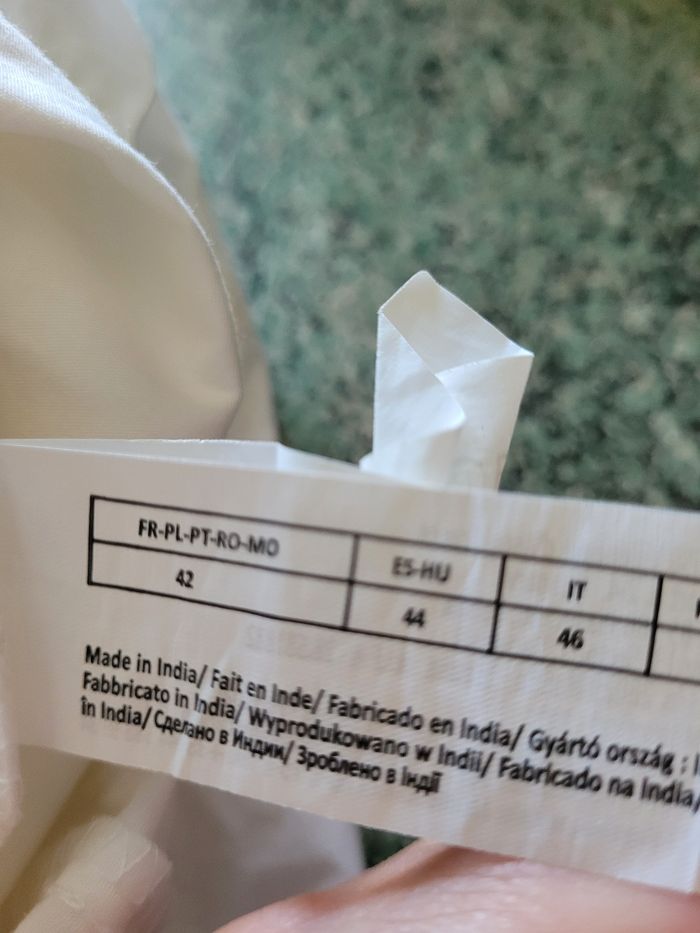 FR-PL-PT-RO-MO ES-HU IT
42 44 46
Made in India/ Fait en Inde/ Fabricado en India/ Gyártó ország :
Fabbricato in India/ Wyprodukowano w Indii/ Fabricado na India/
în India/ Сделано в Индии/ Зроблено в Індії